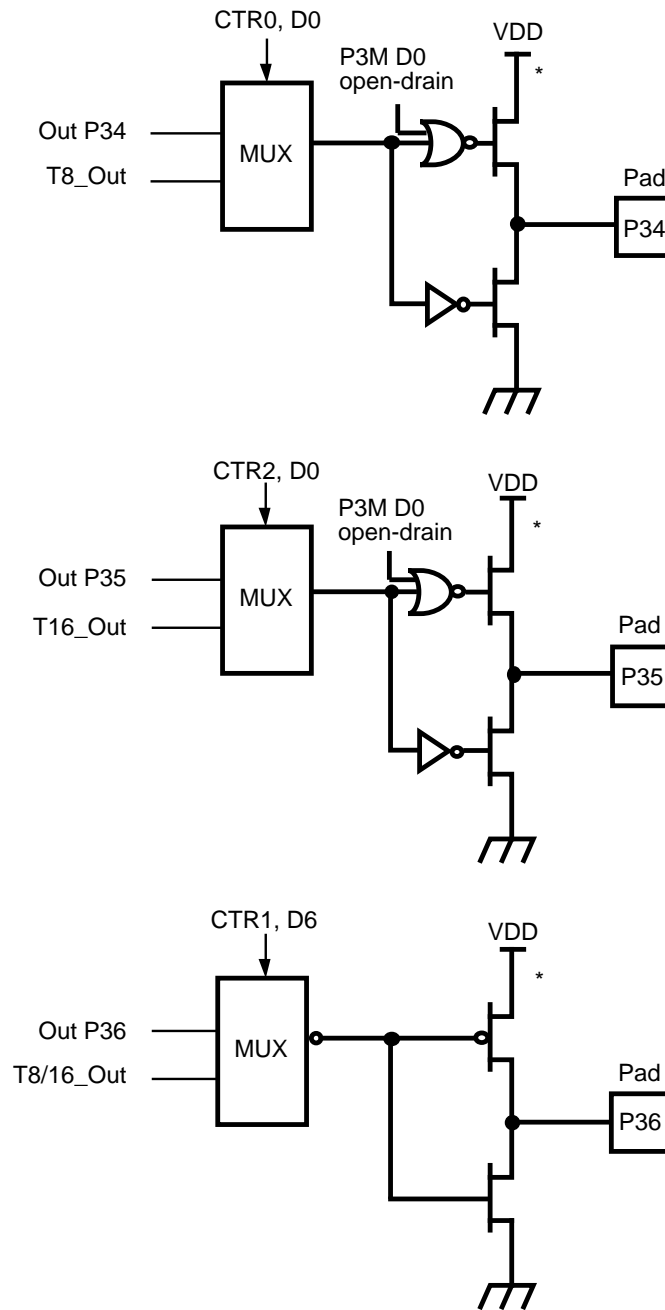 CTR0, D0
VDD
P3M D0
open-drain
*
Out P34
MUX
T8_Out
Pad
P34
CTR2, D0
VDD
P3M D0
open-drain
*
Out P35
MUX
T16_Out
Pad
P35
CTR1, D6
VDD
*
Out P36
MUX
T8/16_Out
Pad
P36